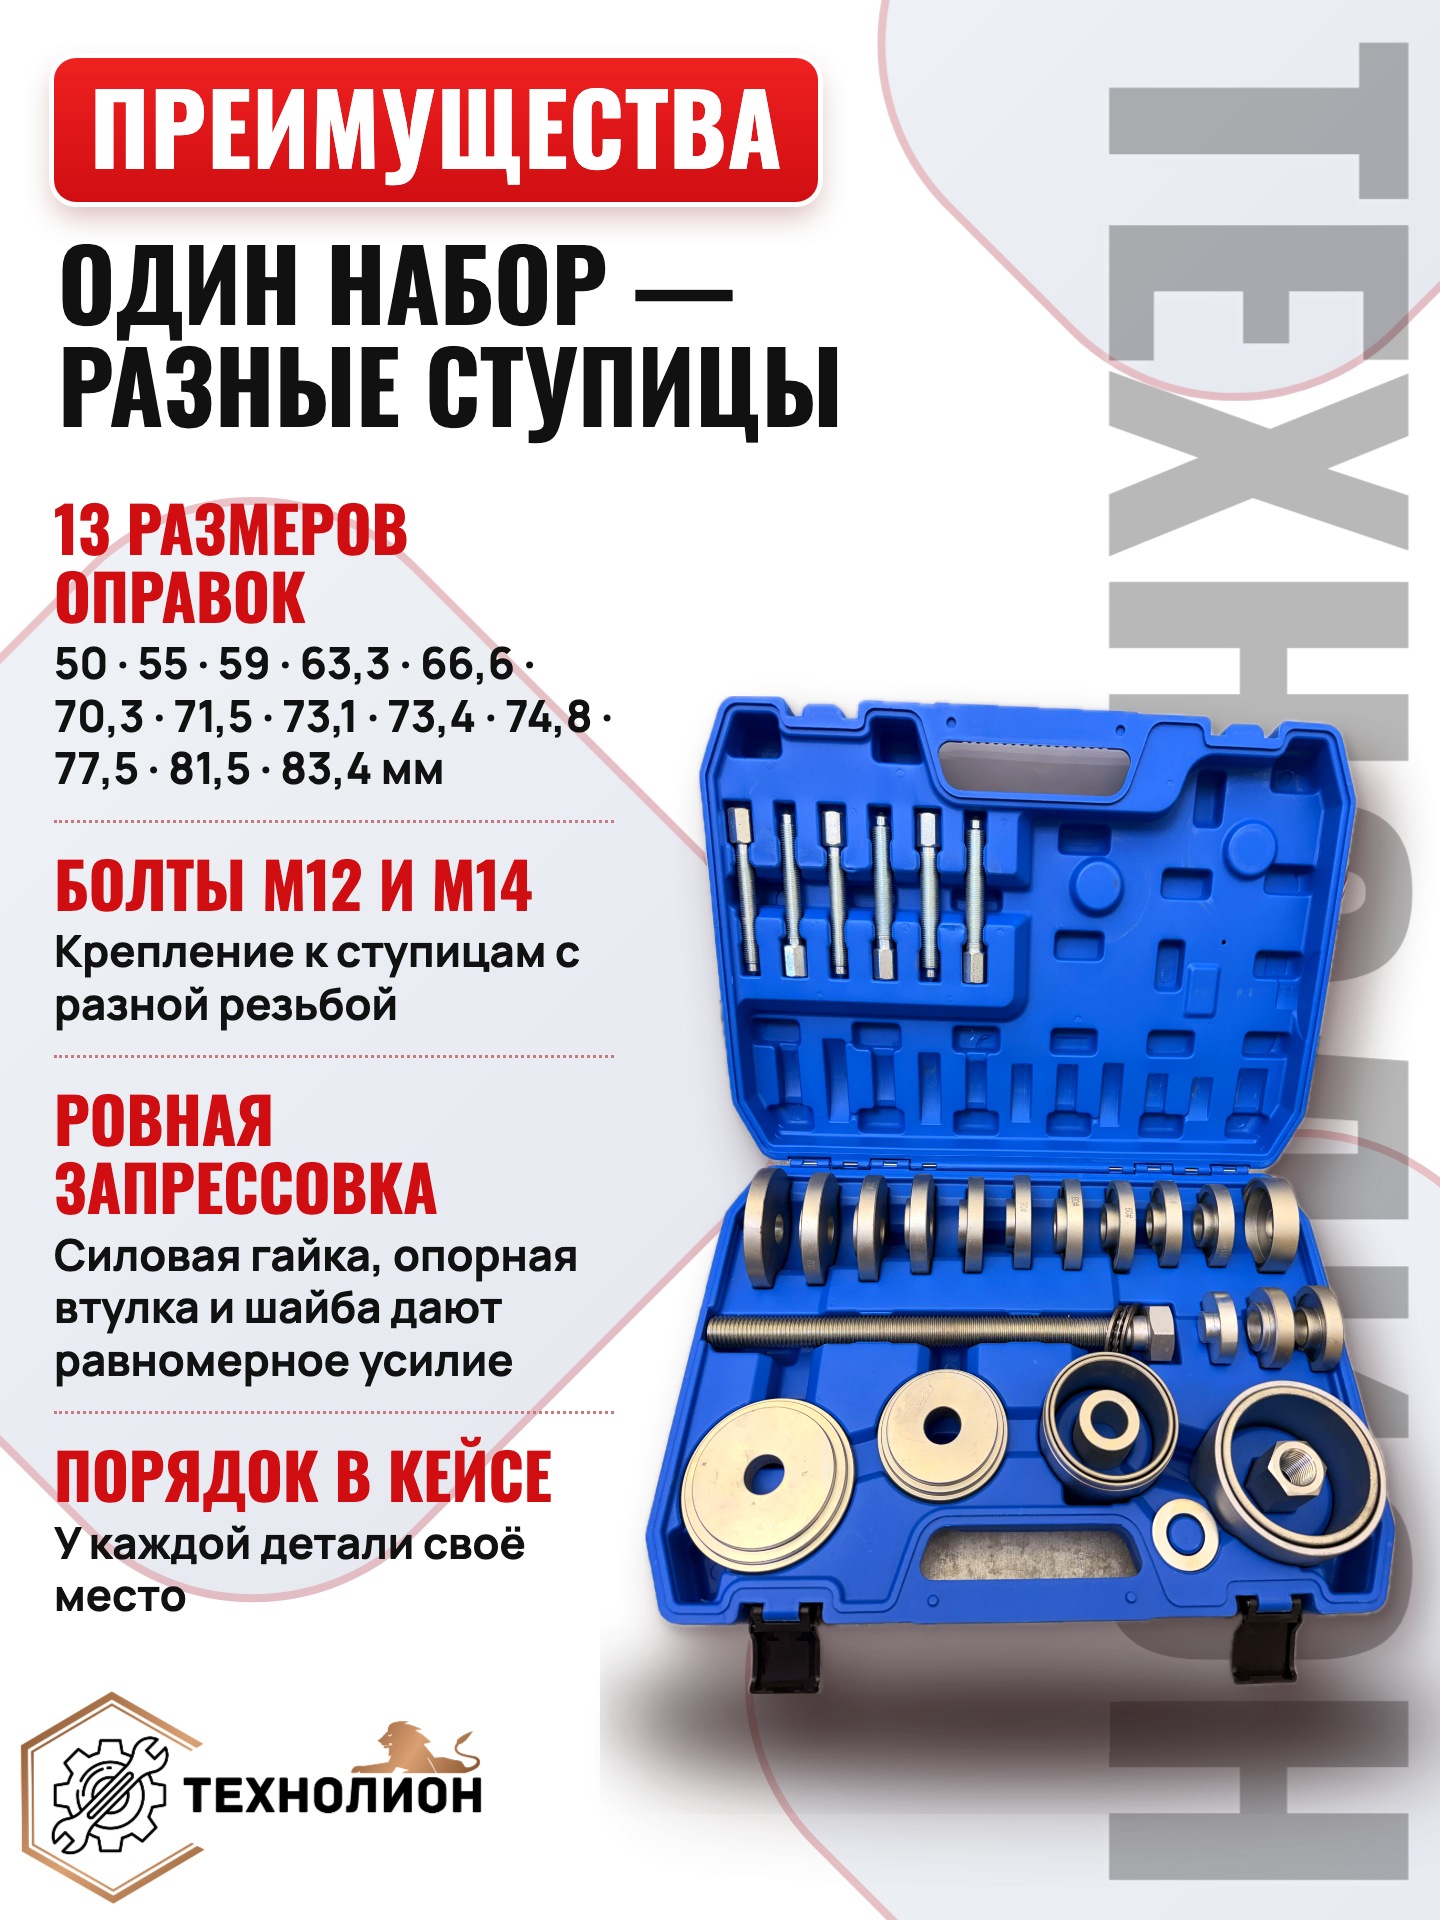 ПРЕИМУЩЕСТВА
ОДИН НАБОР —
РАЗНЫЕ СТУПИЦЫ
13 РАЗМЕРОВ
ОПРАВОК
50 · 55 · 59 · 63,3 · 66,6 ·
70,3 · 71,5 · 73,1 · 73,4 · 74,8 ·
77,5 · 81,5 · 83,4 мм
БОЛТЫ М12 И М14
Крепление к ступицам с
разной резьбой
РОВНАЯ
ЗАПРЕССОВКА
Силовая гайка, опорная
втулка и шайба дают
равномерное усилие
ПОРЯДОК В КЕЙСЕ
У каждой детали своё
место
ТЕХНОЛИОН
ТЕХНОЛИОН